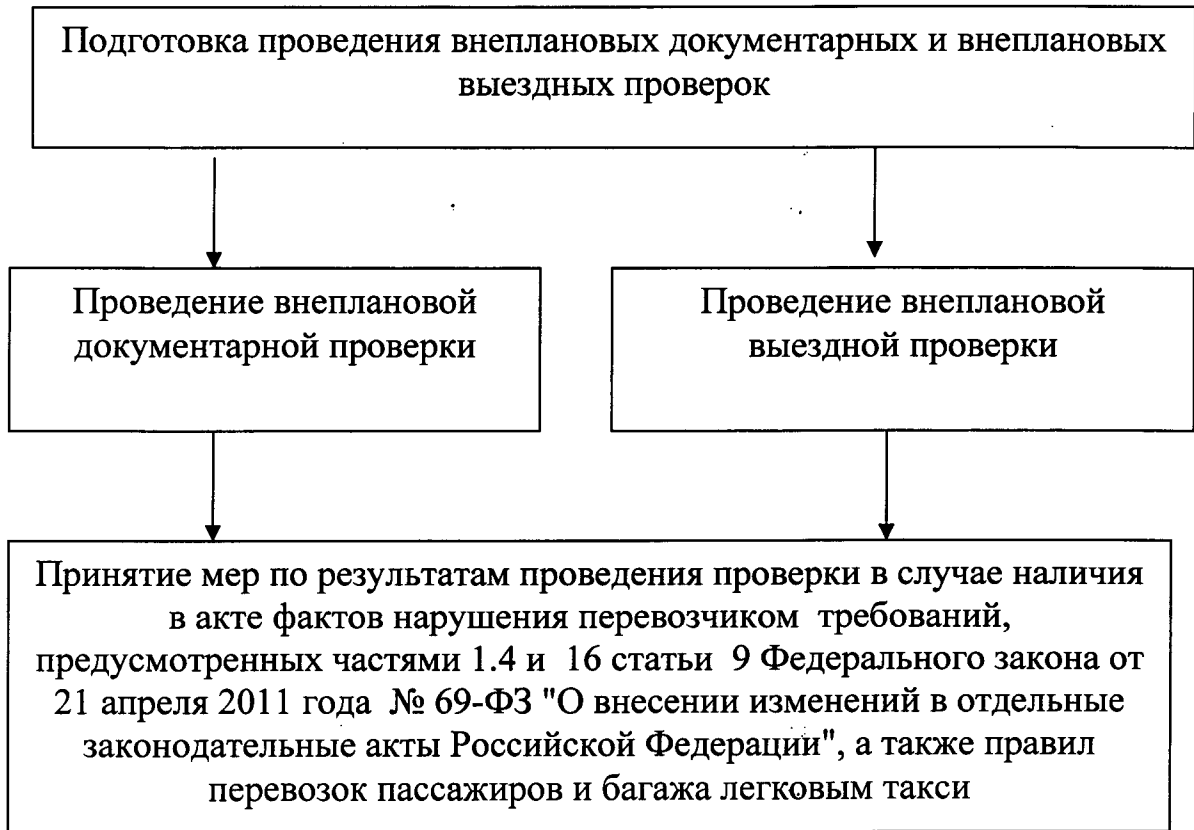 Подготовка проведения внеплановых документарных и внеплановых
выездных проверок
Проведение внеплановой
документарной проверки
Проведение внеплановой
выездной проверки
Принятие мер по результатам проведения проверки в случае наличия
в акте фактов нарушения перевозчиком требований,
предусмотренных частями 1.4 и 16 статьи 9 Федерального закона от
21 апреля 2011 года № 69-ФЗ "О внесении изменений в отдельные
законодательные акты Российской Федерации", а также правил
перевозок пассажиров и багажа легковым такси